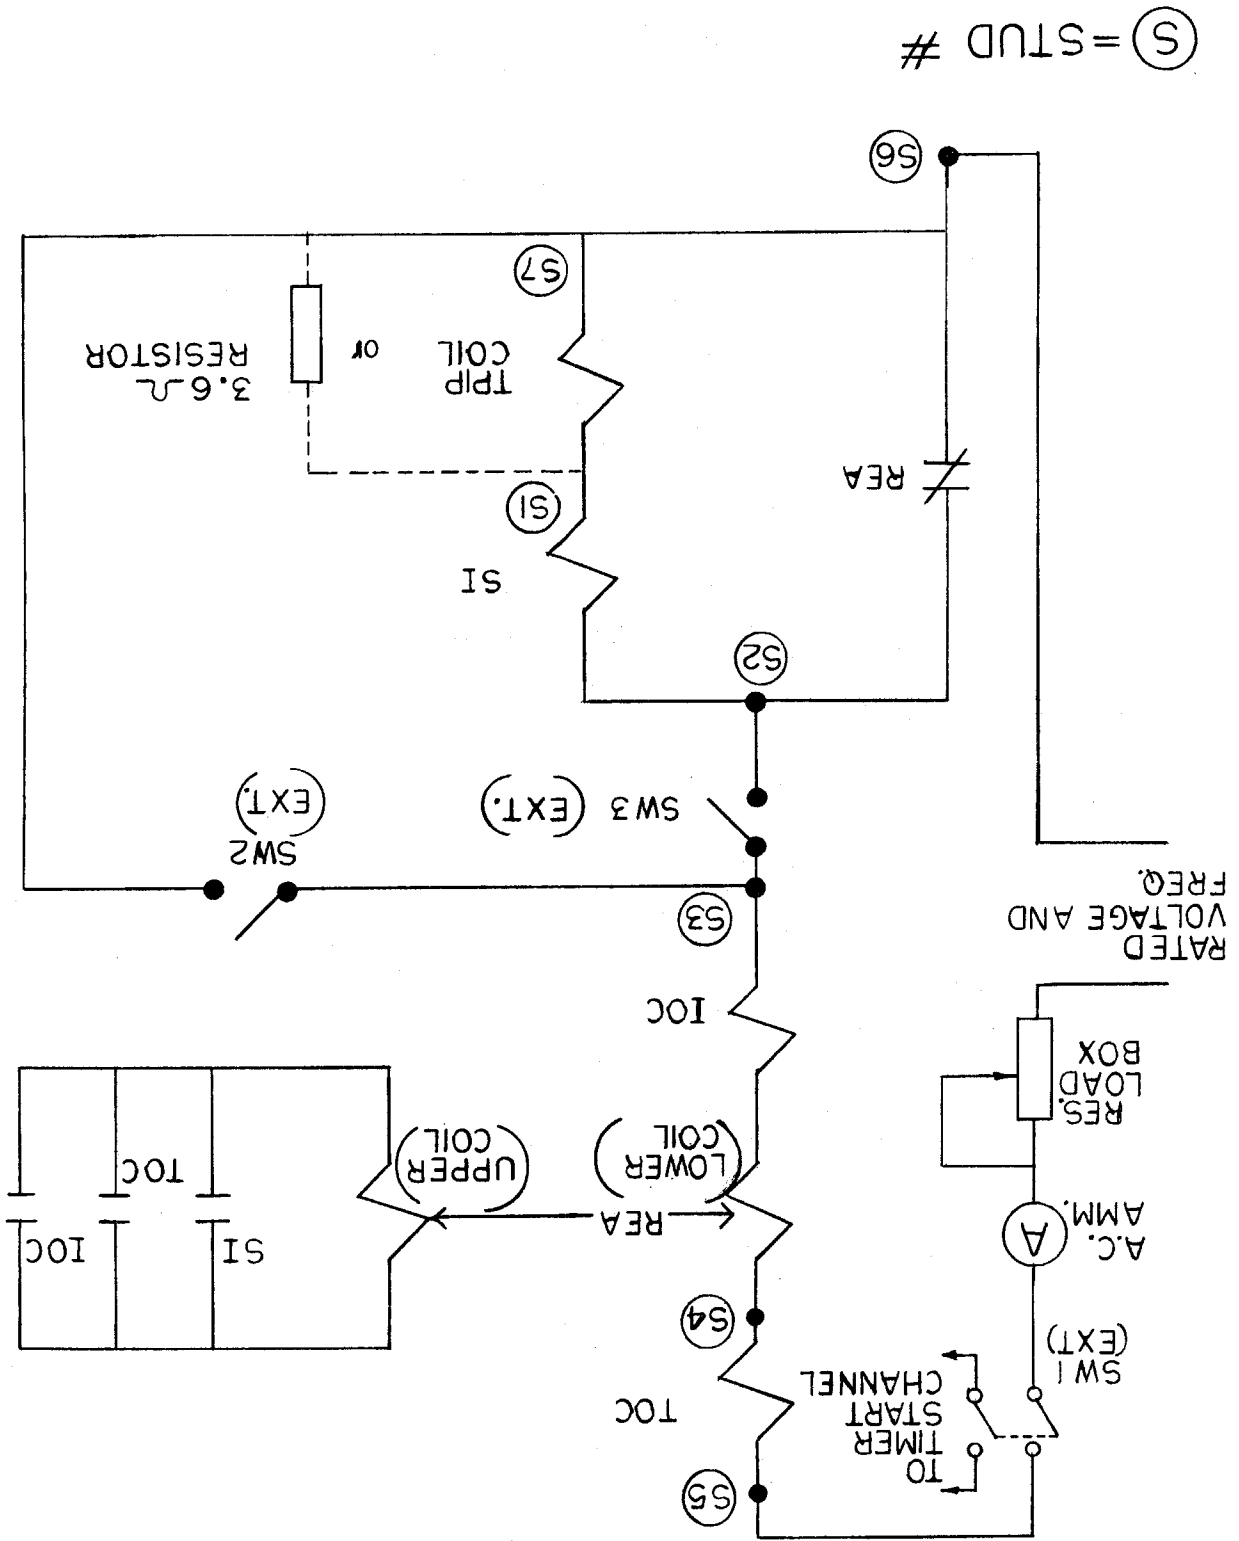 TO
TIMER
START
CHANNEL
SW1
(EXT)
A.C.
AMM.
A
RES.
LOAD
BOX
RATED
VOLTAGE AND
FREQ.
S5
TOC
S4
REA
(LOWER
COIL)
(UPPER
COIL)
SI
TOC
IOC
IOC
S3
SW2
(EXT.)
SW3 (EXT.)
S2
SI
S1
REA
TPIP
COIL
or
3.6Ω
RESISTOR
S7
S6
S = STUD #